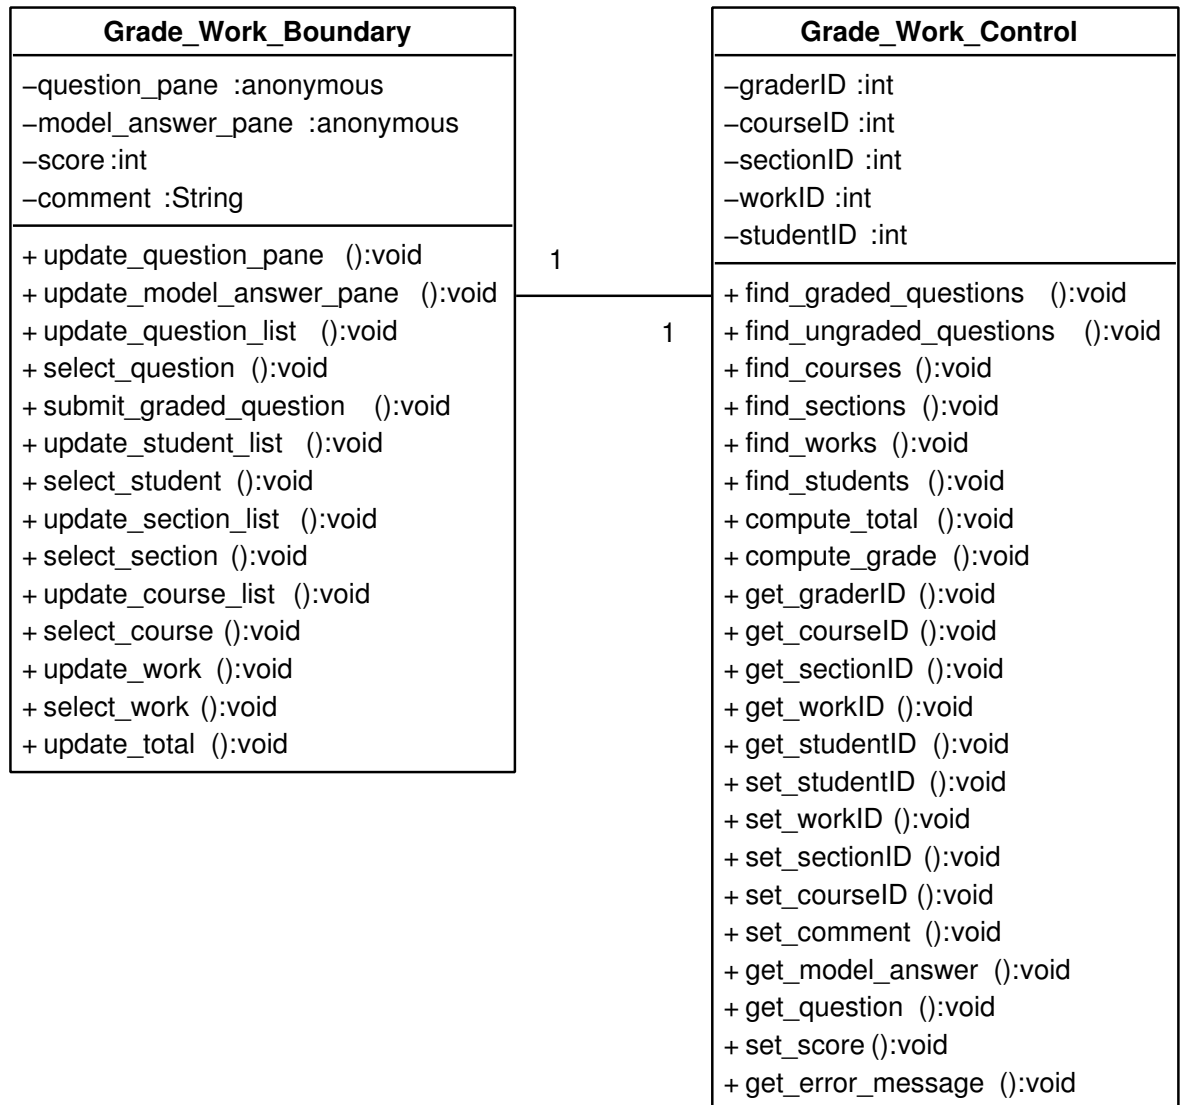 Grade_Work_Boundary
–question_pane :anonymous
–model_answer_pane :anonymous
–score :int
–comment :String
+ update_question_pane ():void
+ update_model_answer_pane ():void
+ update_question_list ():void
+ select_question ():void
+ submit_graded_question ():void
+ update_student_list ():void
+ select_student ():void
+ update_section_list ():void
+ select_section ():void
+ update_course_list ():void
+ select_course ():void
+ update_work ():void
+ select_work ():void
+ update_total ():void
1
1
Grade_Work_Control
–graderID :int
–courseID :int
–sectionID :int
–workID :int
–studentID :int
+ find_graded_questions ():void
+ find_ungraded_questions ():void
+ find_courses ():void
+ find_sections ():void
+ find_works ():void
+ find_students ():void
+ compute_total ():void
+ compute_grade ():void
+ get_graderID ():void
+ get_courseID ():void
+ get_sectionID ():void
+ get_workID ():void
+ get_studentID ():void
+ set_studentID ():void
+ set_workID ():void
+ set_sectionID ():void
+ set_courseID ():void
+ set_comment ():void
+ get_model_answer ():void
+ get_question ():void
+ set_score ():void
+ get_error_message ():void